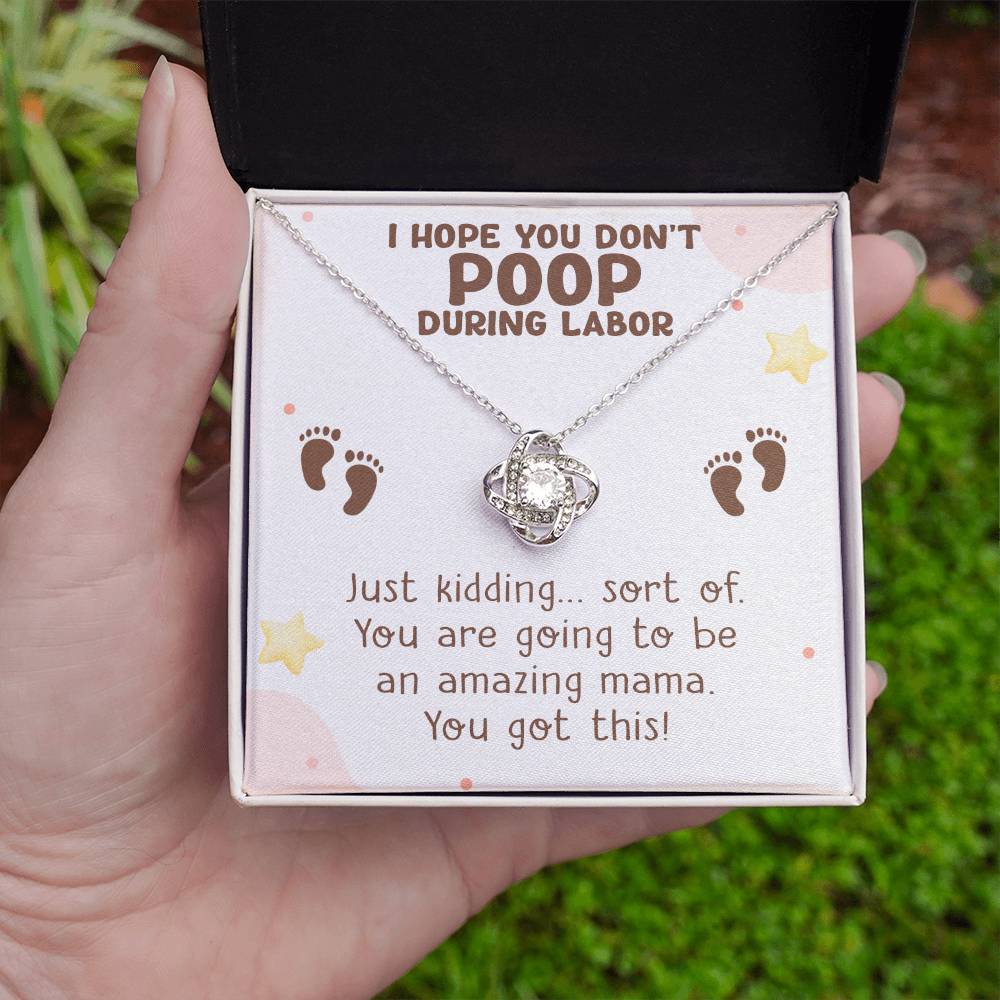 I HOPE YOU DON'T
POOP
DURING LABOR
Just kidding... sort of.
You are going to be
an amazing mama.
You got this!